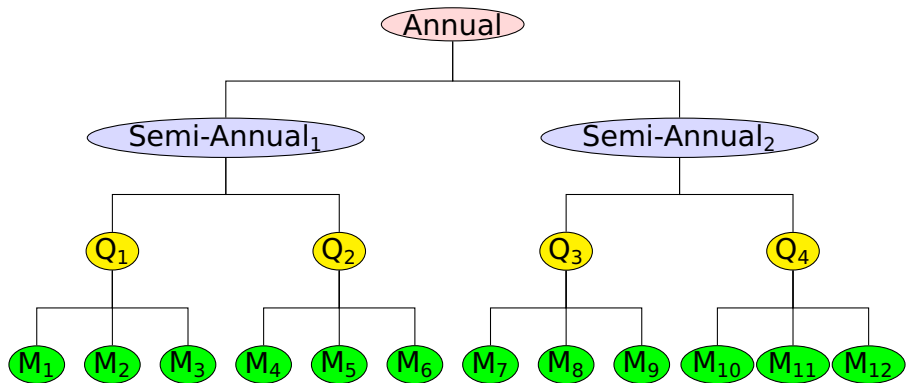 Annual
Semi-Annual₁ Semi-Annual₂
Q₁ Q₂ Q₃ Q₄
M₁ M₂ M₃ M₄ M₅ M₆ M₇ M₈ M₉ M₁₀ M₁₁ M₁₂